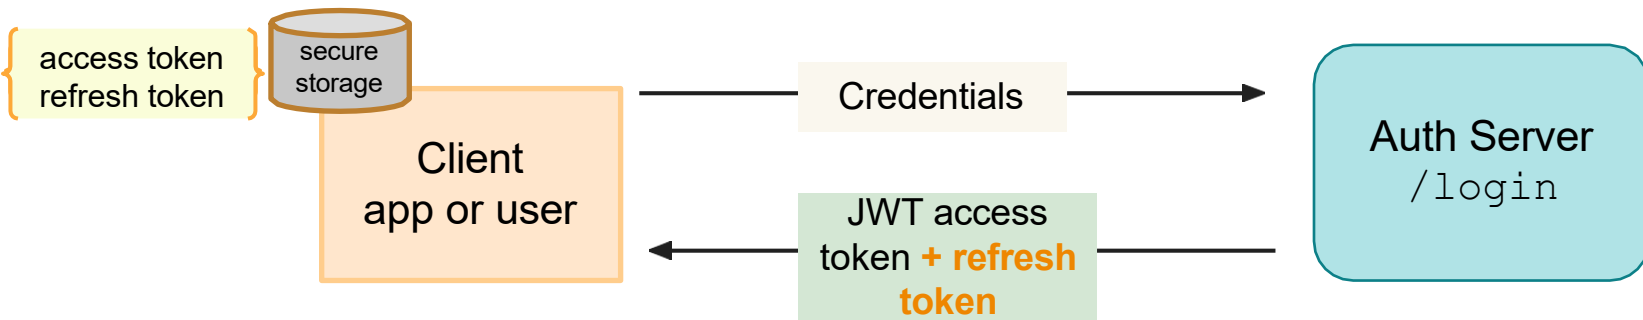 access token
refresh token
secure
storage
Client
app or user
Credentials
JWT access
token + refresh
token
Auth Server
/login